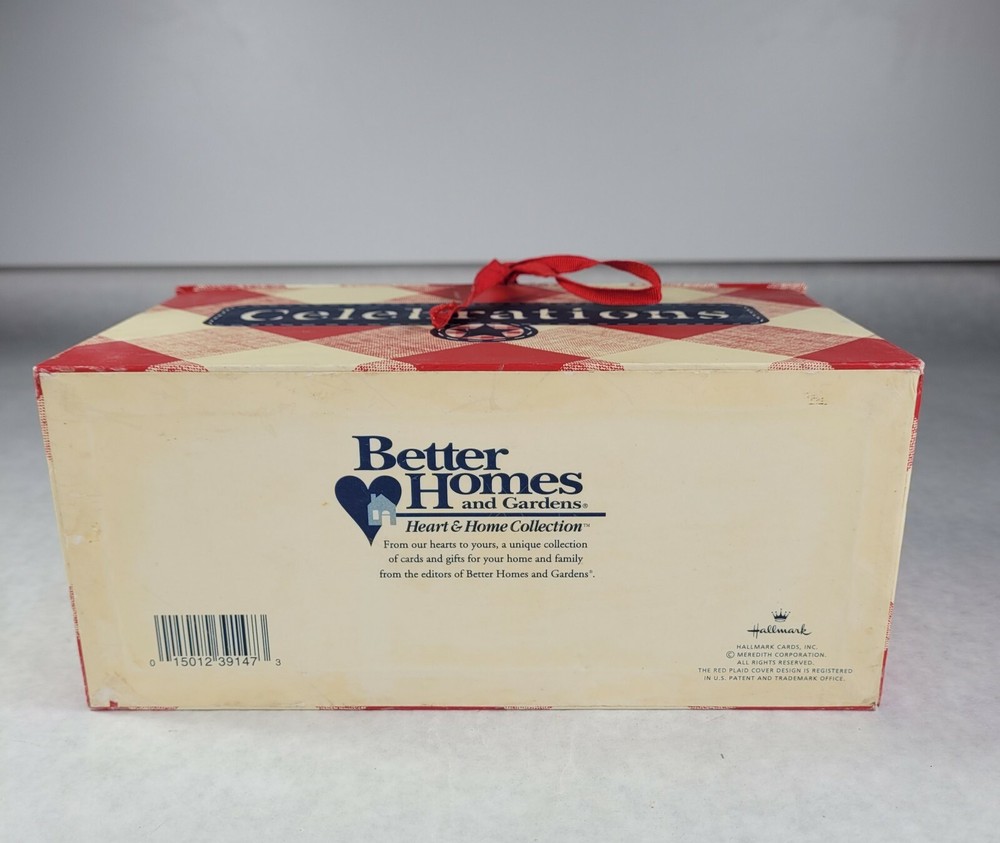 Celebrations
Better
Homes
and Gardens®
Heart & Home Collection™
From our hearts to yours, a unique collection
of cards and gifts for your home and family
from the editors of Better Homes and Gardens®.
0 15012 39147 3
Hallmark
HALLMARK CARDS, INC.
© MEREDITH CORPORATION.
ALL RIGHTS RESERVED.
THE RED PLAID COVER DESIGN IS REGISTERED
IN U.S. PATENT AND TRADEMARK OFFICE.